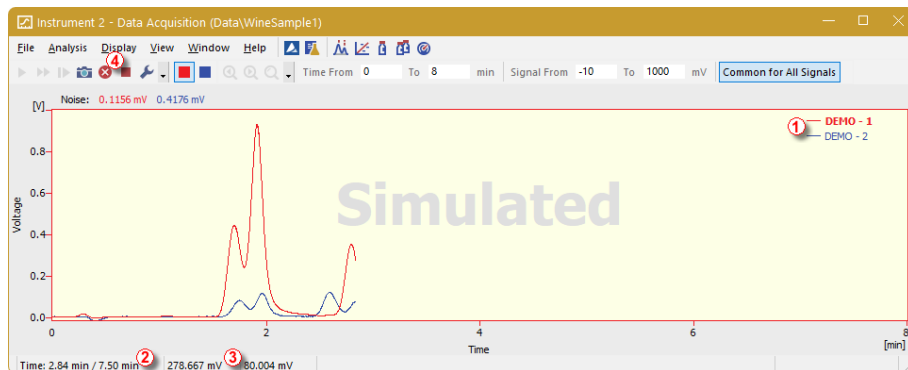 Instrument 2 - Data Acquisition (Data\WineSample1)
File Analysis Display View Window Help
4
Time From 0 To 8 min Signal From -10 To 1000 mV Common for All Signals
[V] Noise: 0.1156 mV 0.4176 mV
1 DEMO - 1
DEMO - 2
0.8
0.6
0.4
0.2
0.0
Voltage
Simulated
0 2 4 6 8
Time [min]
Time: 2.84 min / 7.50 min 2 278.667 mV 3 80.004 mV